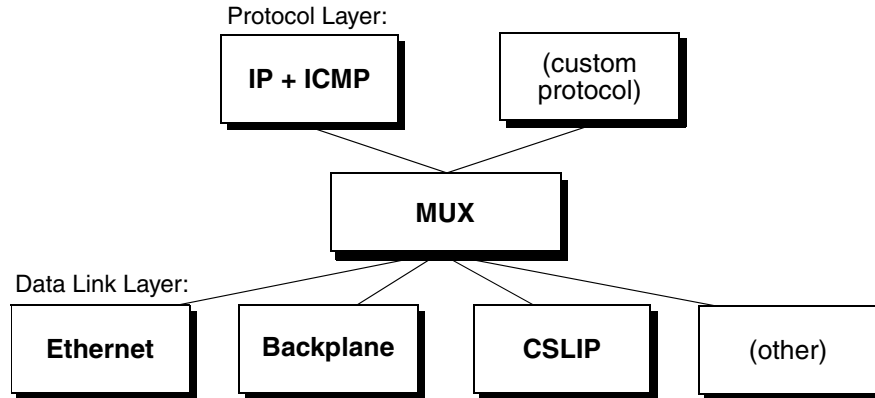 Protocol Layer:
IP + ICMP
(custom
protocol)
MUX
Data Link Layer:
Ethernet
Backplane
CSLIP
(other)